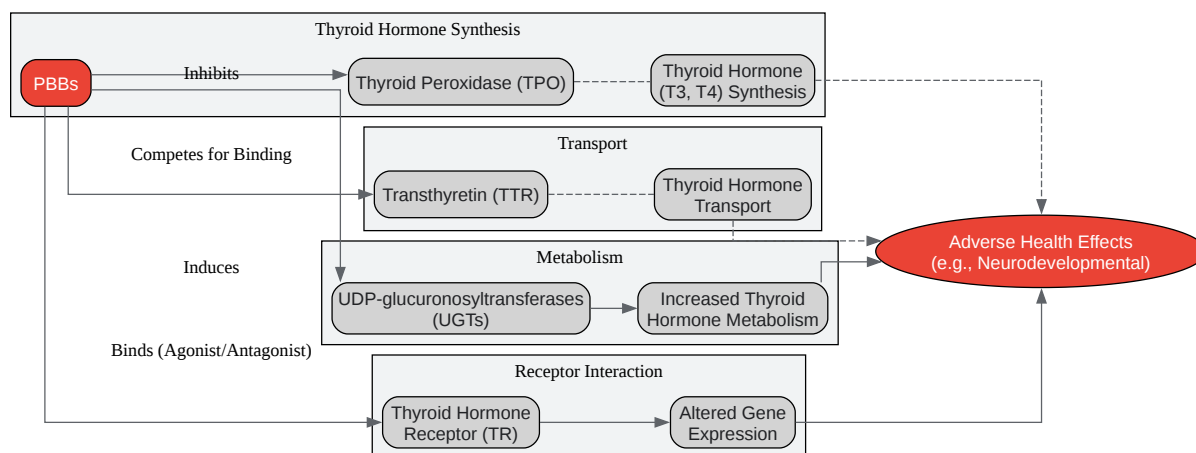 Thyroid Hormone Synthesis
PBBs
Inhibits
Thyroid Peroxidase (TPO)
Thyroid Hormone
(T3, T4) Synthesis
Transport
Competes for Binding
Transthyretin (TTR)
Thyroid Hormone
Transport
Adverse Health Effects
(e.g., Neurodevelopmental)
Metabolism
Induces
UDP-glucuronosyltransferases
(UGTs)
Increased Thyroid
Hormone Metabolism
Binds (Agonist/Antagonist)
Receptor Interaction
Thyroid Hormone
Receptor (TR)
Altered Gene
Expression